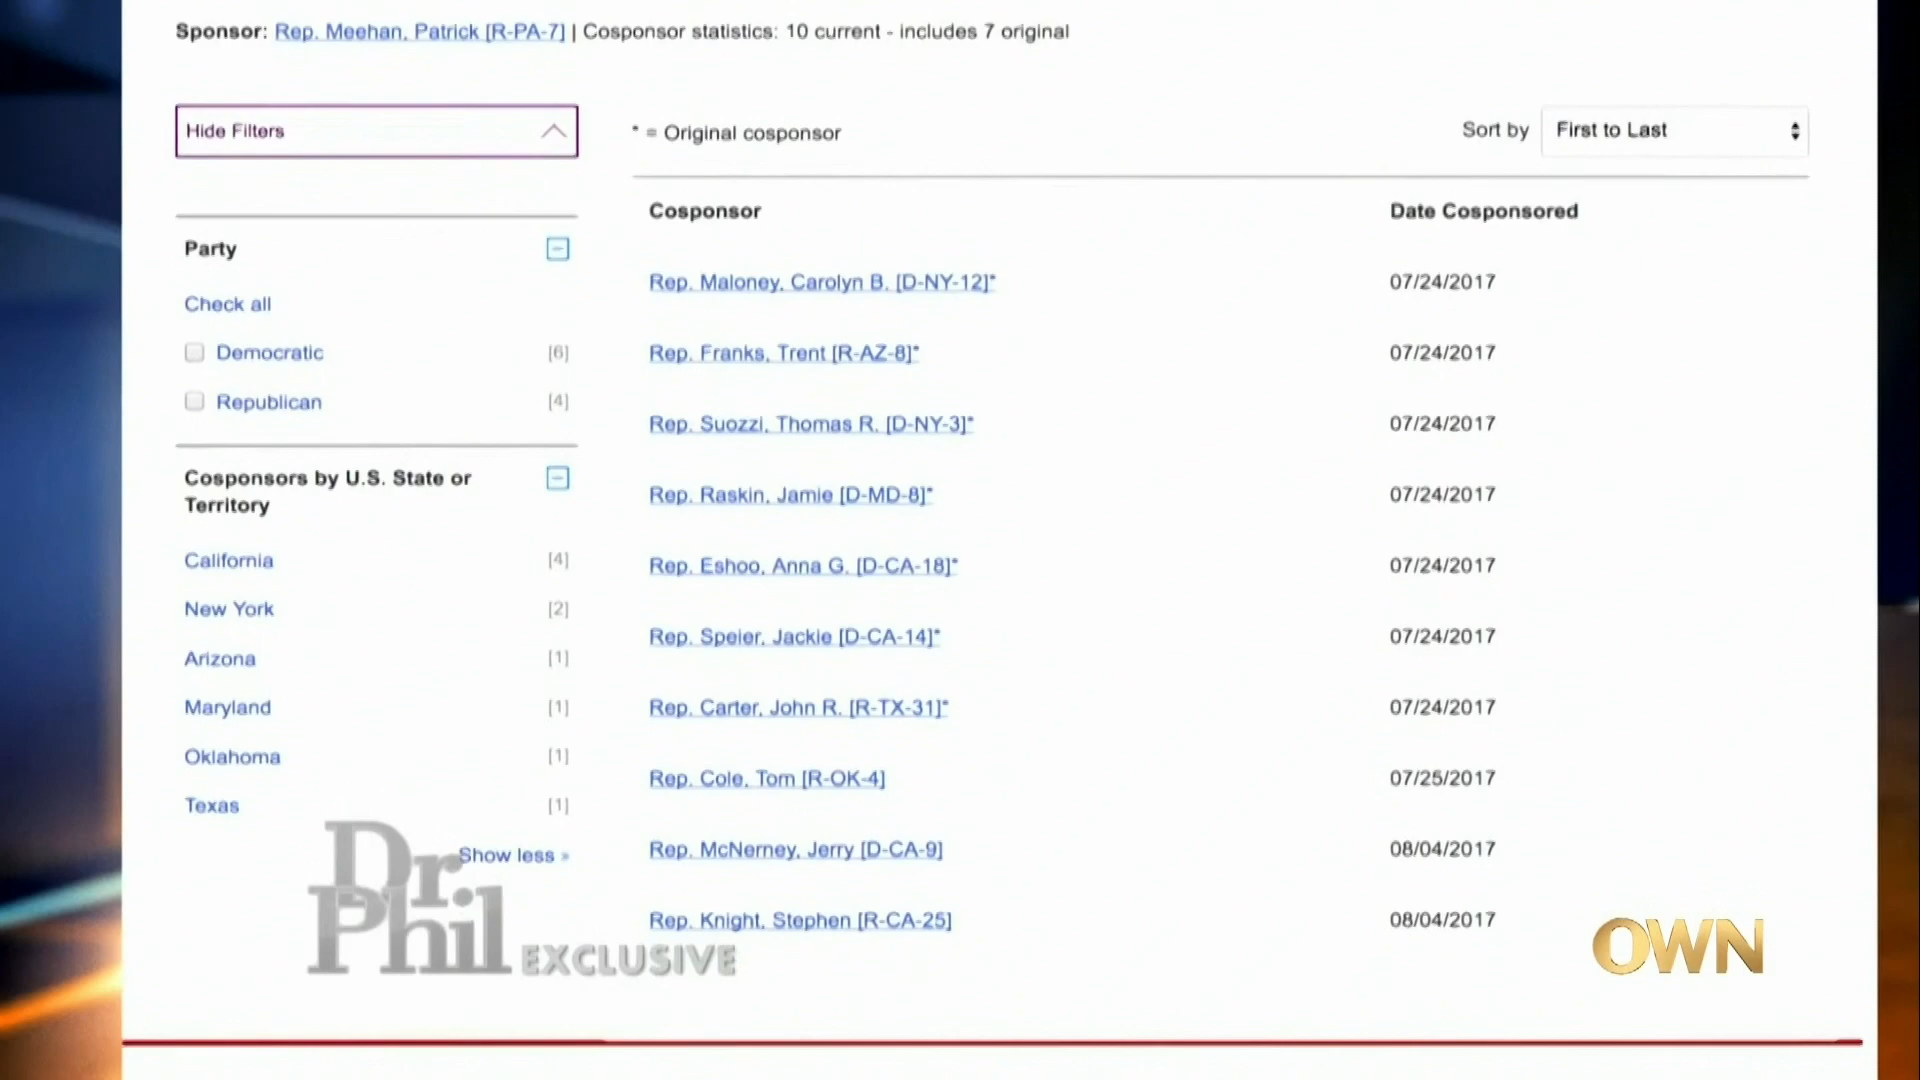 Sponsor: Rep. Meehan, Patrick [R-PA-7] | Cosponsor statistics: 10 current - includes 7 original
Hide Filters
* = Original cosponsor
Sort by First to Last
Party
Check all
Democratic [6]
Republican [4]
Cosponsors by U.S. State or
Territory
California [4]
New York [2]
Arizona [1]
Maryland [1]
Oklahoma [1]
Texas [1]
Show less »
Cosponsor Date Cosponsored
Rep. Maloney, Carolyn B. [D-NY-12]* 07/24/2017
Rep. Franks, Trent [R-AZ-8]* 07/24/2017
Rep. Suozzi, Thomas R. [D-NY-3]* 07/24/2017
Rep. Raskin, Jamie [D-MD-8]* 07/24/2017
Rep. Eshoo, Anna G. [D-CA-18]* 07/24/2017
Rep. Speier, Jackie [D-CA-14]* 07/24/2017
Rep. Carter, John R. [R-TX-31]* 07/24/2017
Rep. Cole, Tom [R-OK-4] 07/25/2017
Rep. McNerney, Jerry [D-CA-9] 08/04/2017
Rep. Knight, Stephen [R-CA-25] 08/04/2017
Dr.
Phil EXCLUSIVE
OWN